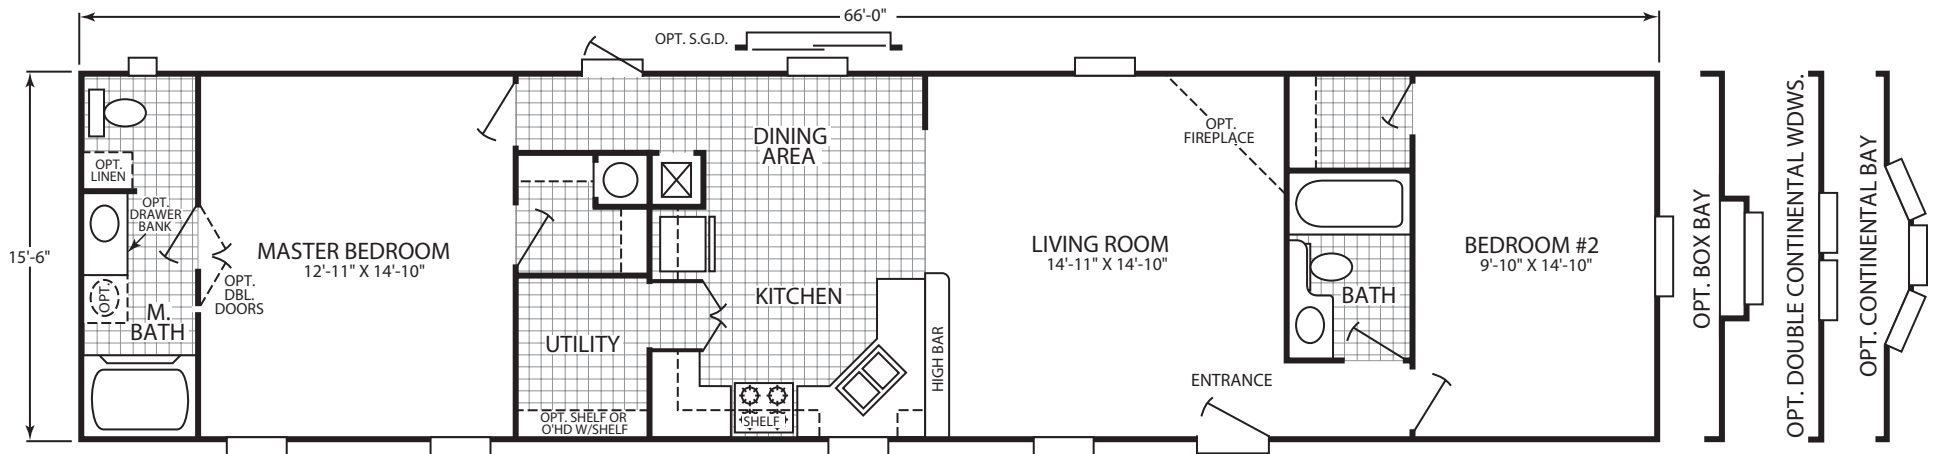 66'-0"
OPT. S.G.D.
15'-6"
OPT.
LINEN
OPT.
DRAWER
BANK
OPT.
M.
BATH
OPT.
DBL.
DOORS
MASTER BEDROOM
12'-11" X 14'-10"
DINING
AREA
KITCHEN
UTILITY
OPT. SHELF OR
O'HD W/SHELF
SHELF
HIGH BAR
LIVING ROOM
14'-11" X 14'-10"
OPT.
FIREPLACE
ENTRANCE
BATH
BEDROOM #2
9'-10" X 14'-10"
OPT. BOX BAY
OPT. DOUBLE CONTINENTAL WDWS.
OPT. CONTINENTAL BAY